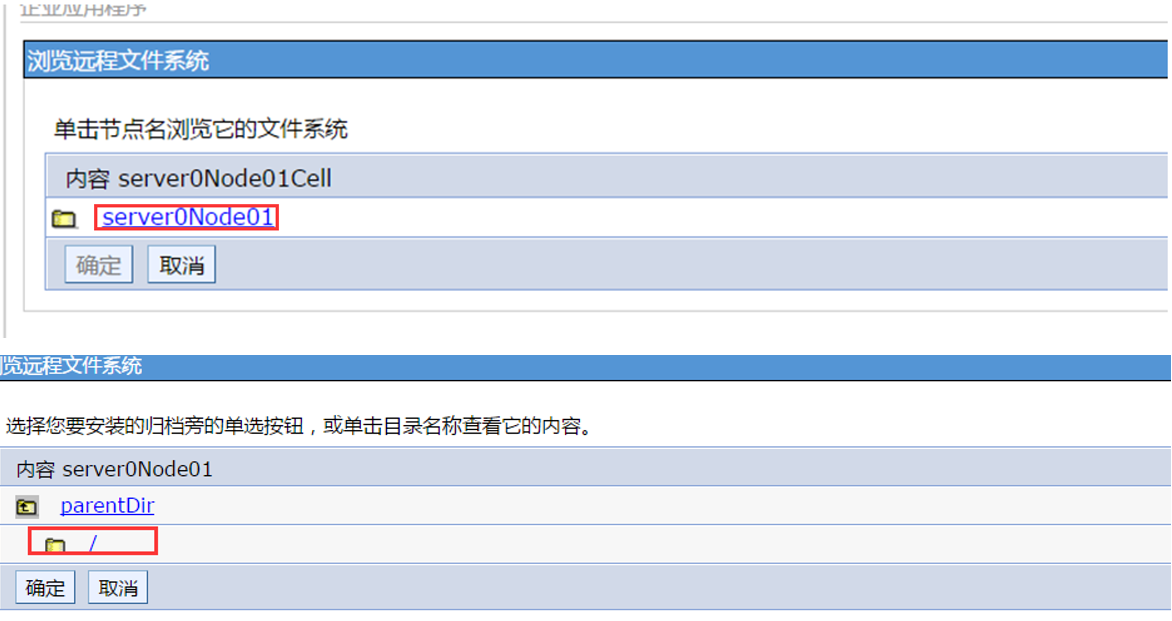 企业应用程序
浏览远程文件系统
单击节点名浏览它的文件系统
内容 server0Node01Cell
server0Node01
确定 取消
览远程文件系统
选择您要安装的归档旁的单选按钮，或单击目录名称查看它的内容。
内容 server0Node01
parentDir
/
确定 取消